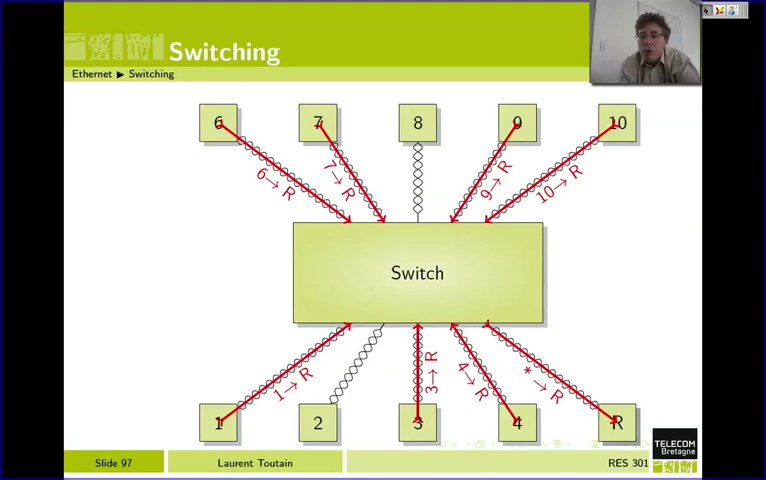 Switching
Ethernet ▶ Switching
6
7
8
9
10
6→ R
7→ R
9→ R
10→ R
Switch
1→ R
3→ R
4→ R
*→ R
1
2
3
4
R
TELECOM
Bretagne
Slide 97
Laurent Toutain
RES 301